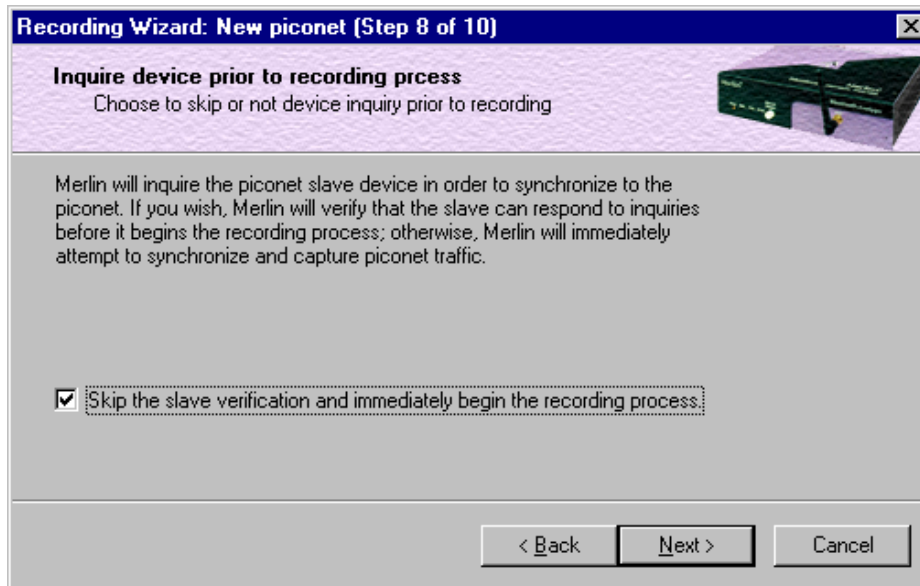 Recording Wizard: New piconet (Step 8 of 10)
Inquire device prior to recording prcess
Choose to skip or not device inquiry prior to recording
Merlin will inquire the piconet slave device in order to synchronize to the
piconet. If you wish, Merlin will verify that the slave can respond to inquiries
before it begins the recording process; otherwise, Merlin will immediately
attempt to synchronize and capture piconet traffic.
Skip the slave verification and immediately begin the recording process.
< Back
Next >
Cancel